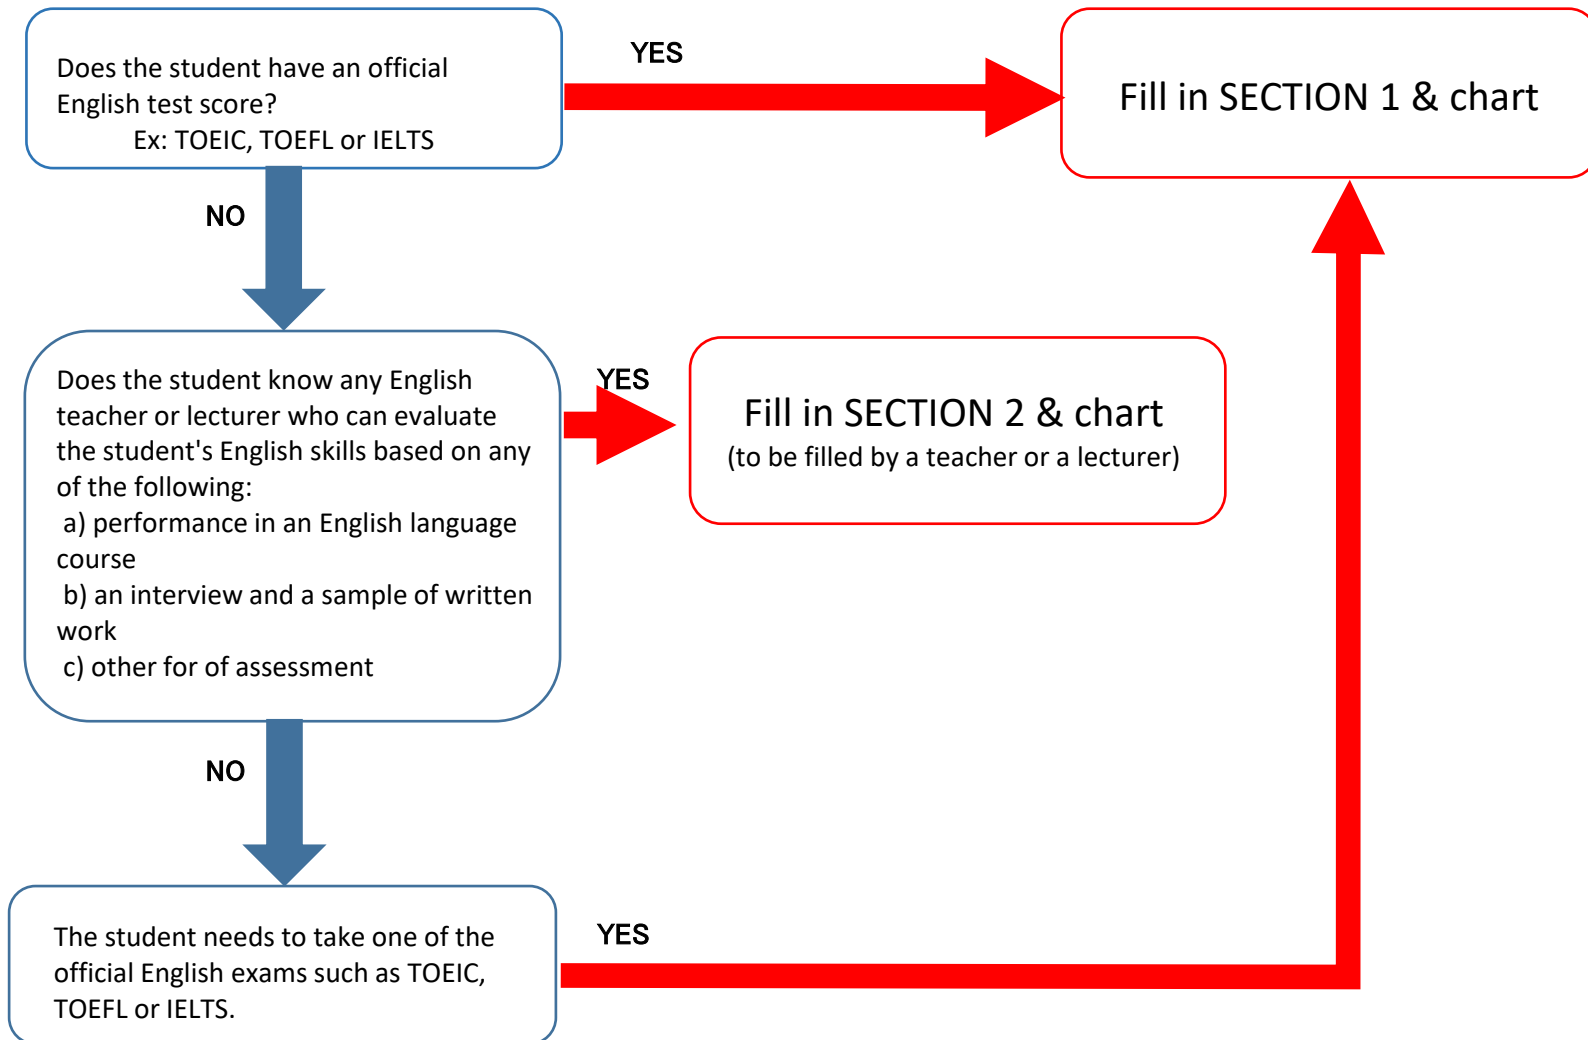 Does the student have an official
English test score?
Ex: TOEIC, TOEFL or IELTS
YES
Fill in SECTION 1 & chart
NO
Does the student know any English
teacher or lecturer who can evaluate
the student's English skills based on any
of the following:
a) performance in an English language
course
b) an interview and a sample of written
work
c) other for of assessment
YES
Fill in SECTION 2 & chart
(to be filled by a teacher or a lecturer)
NO
The student needs to take one of the
official English exams such as TOEIC,
TOEFL or IELTS.
YES